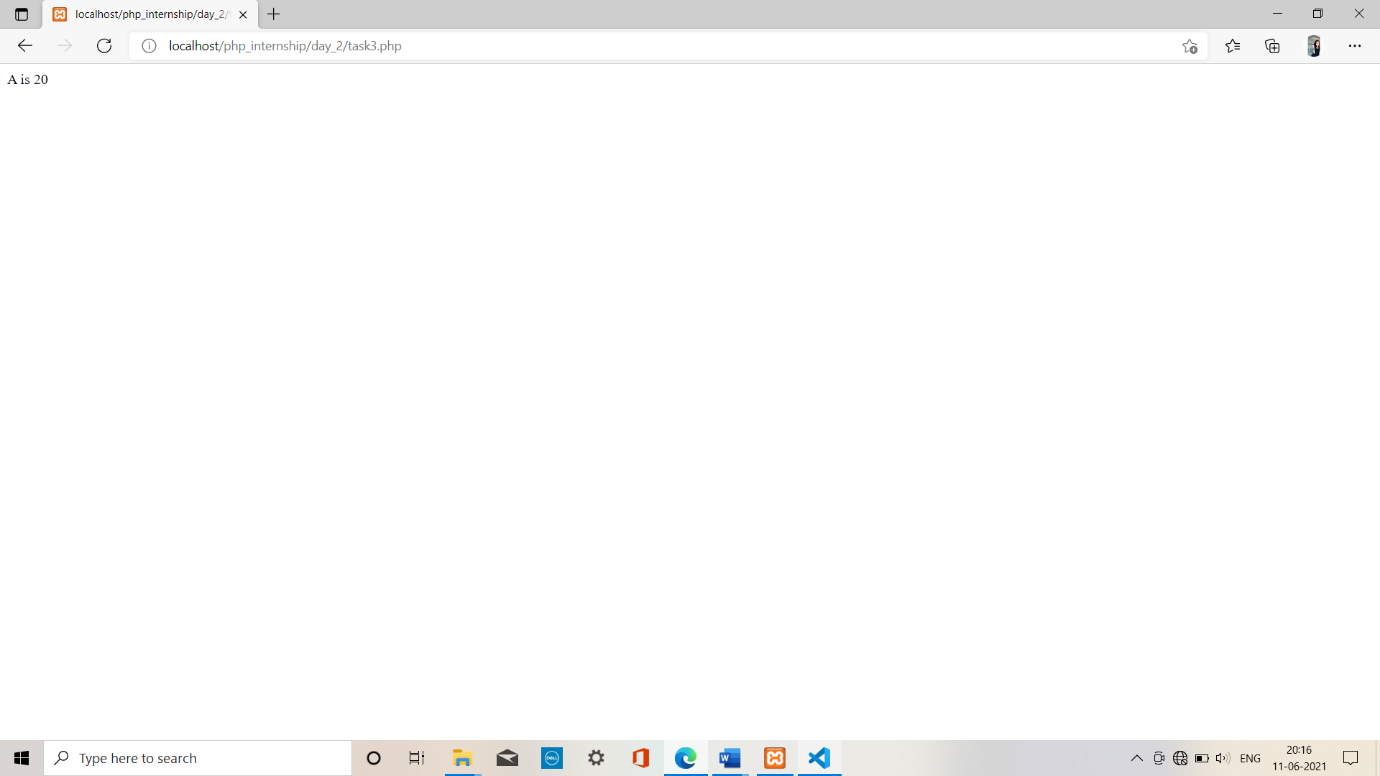 localhost/php_internship/day_2/
localhost/php_internship/day_2/task3.php
A is 20
Type here to search
DELL
W
ENG
20:16
11-06-2021